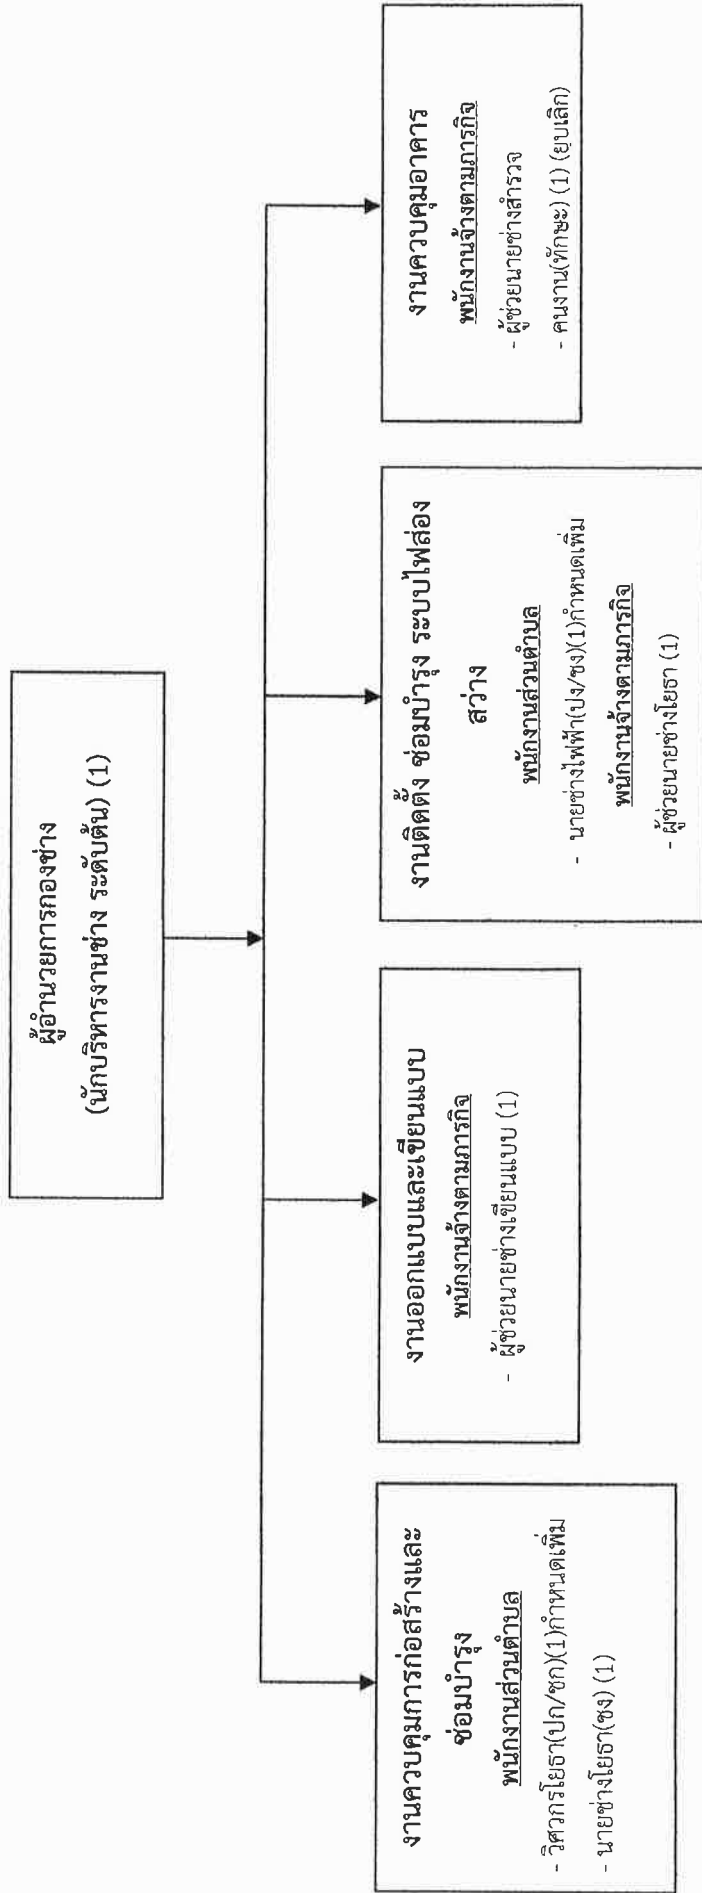 ผู้อำนวยการกองช่าง
(นักบริหารงานช่าง ระดับต้น) (1)
งานควบคุมการก่อสร้างและ
ซ่อมบำรุง
พนักงานส่วนตำบล
- วิศวกรโยธา(ปก/ชก)(1)กำหนดเพิ่ม
- นายช่างโยธา(ชง) (1)
งานออกแบบและเขียนแบบ
พนักงานจ้างตามภารกิจ
- ผู้ช่วยนายช่างเขียนแบบ (1)
งานติดตั้ง ซ่อมบำรุง ระบบไฟส่อง
สว่าง
พนักงานส่วนตำบล
- นายช่างไฟฟ้า(ปง/ชง)(1)กำหนดเพิ่ม
พนักงานจ้างตามภารกิจ
- ผู้ช่วยนายช่างโยธา (1)
งานควบคุมอาคาร
พนักงานจ้างตามภารกิจ
- ผู้ช่วยนายช่างสำรวจ
- คนงาน(ทักษะ) (1) (ยุบเลิก)